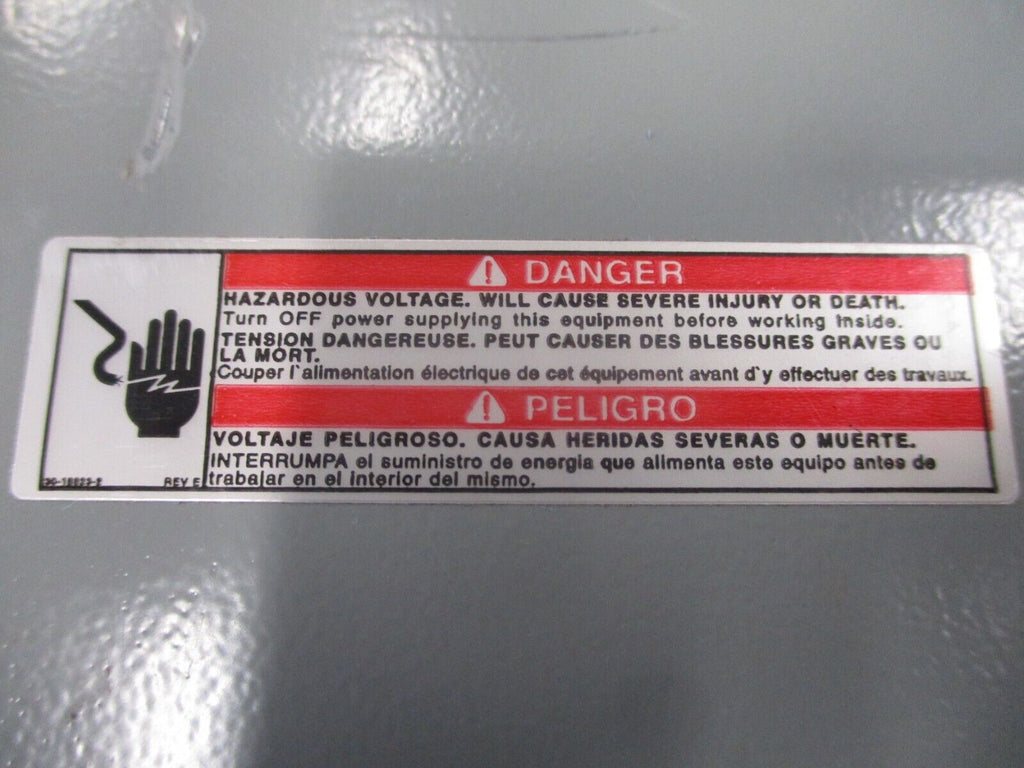 DANGER
HAZARDOUS VOLTAGE. WILL CAUSE SEVERE INJURY OR DEATH.
Turn OFF power supplying this equipment before working inside.
TENSION DANGEREUSE. PEUT CAUSER DES BLESSURES GRAVES OU
LA MORT.
Couper l'alimentation électrique de cet équipement avant d'y effectuer des travaux.
PELIGRO
VOLTAJE PELIGROSO. CAUSA HERIDAS SEVERAS O MUERTE.
INTERRUMPA el suministro de energia que alimenta este equipo antes de
trabajar en el interior del mismo.
REV E